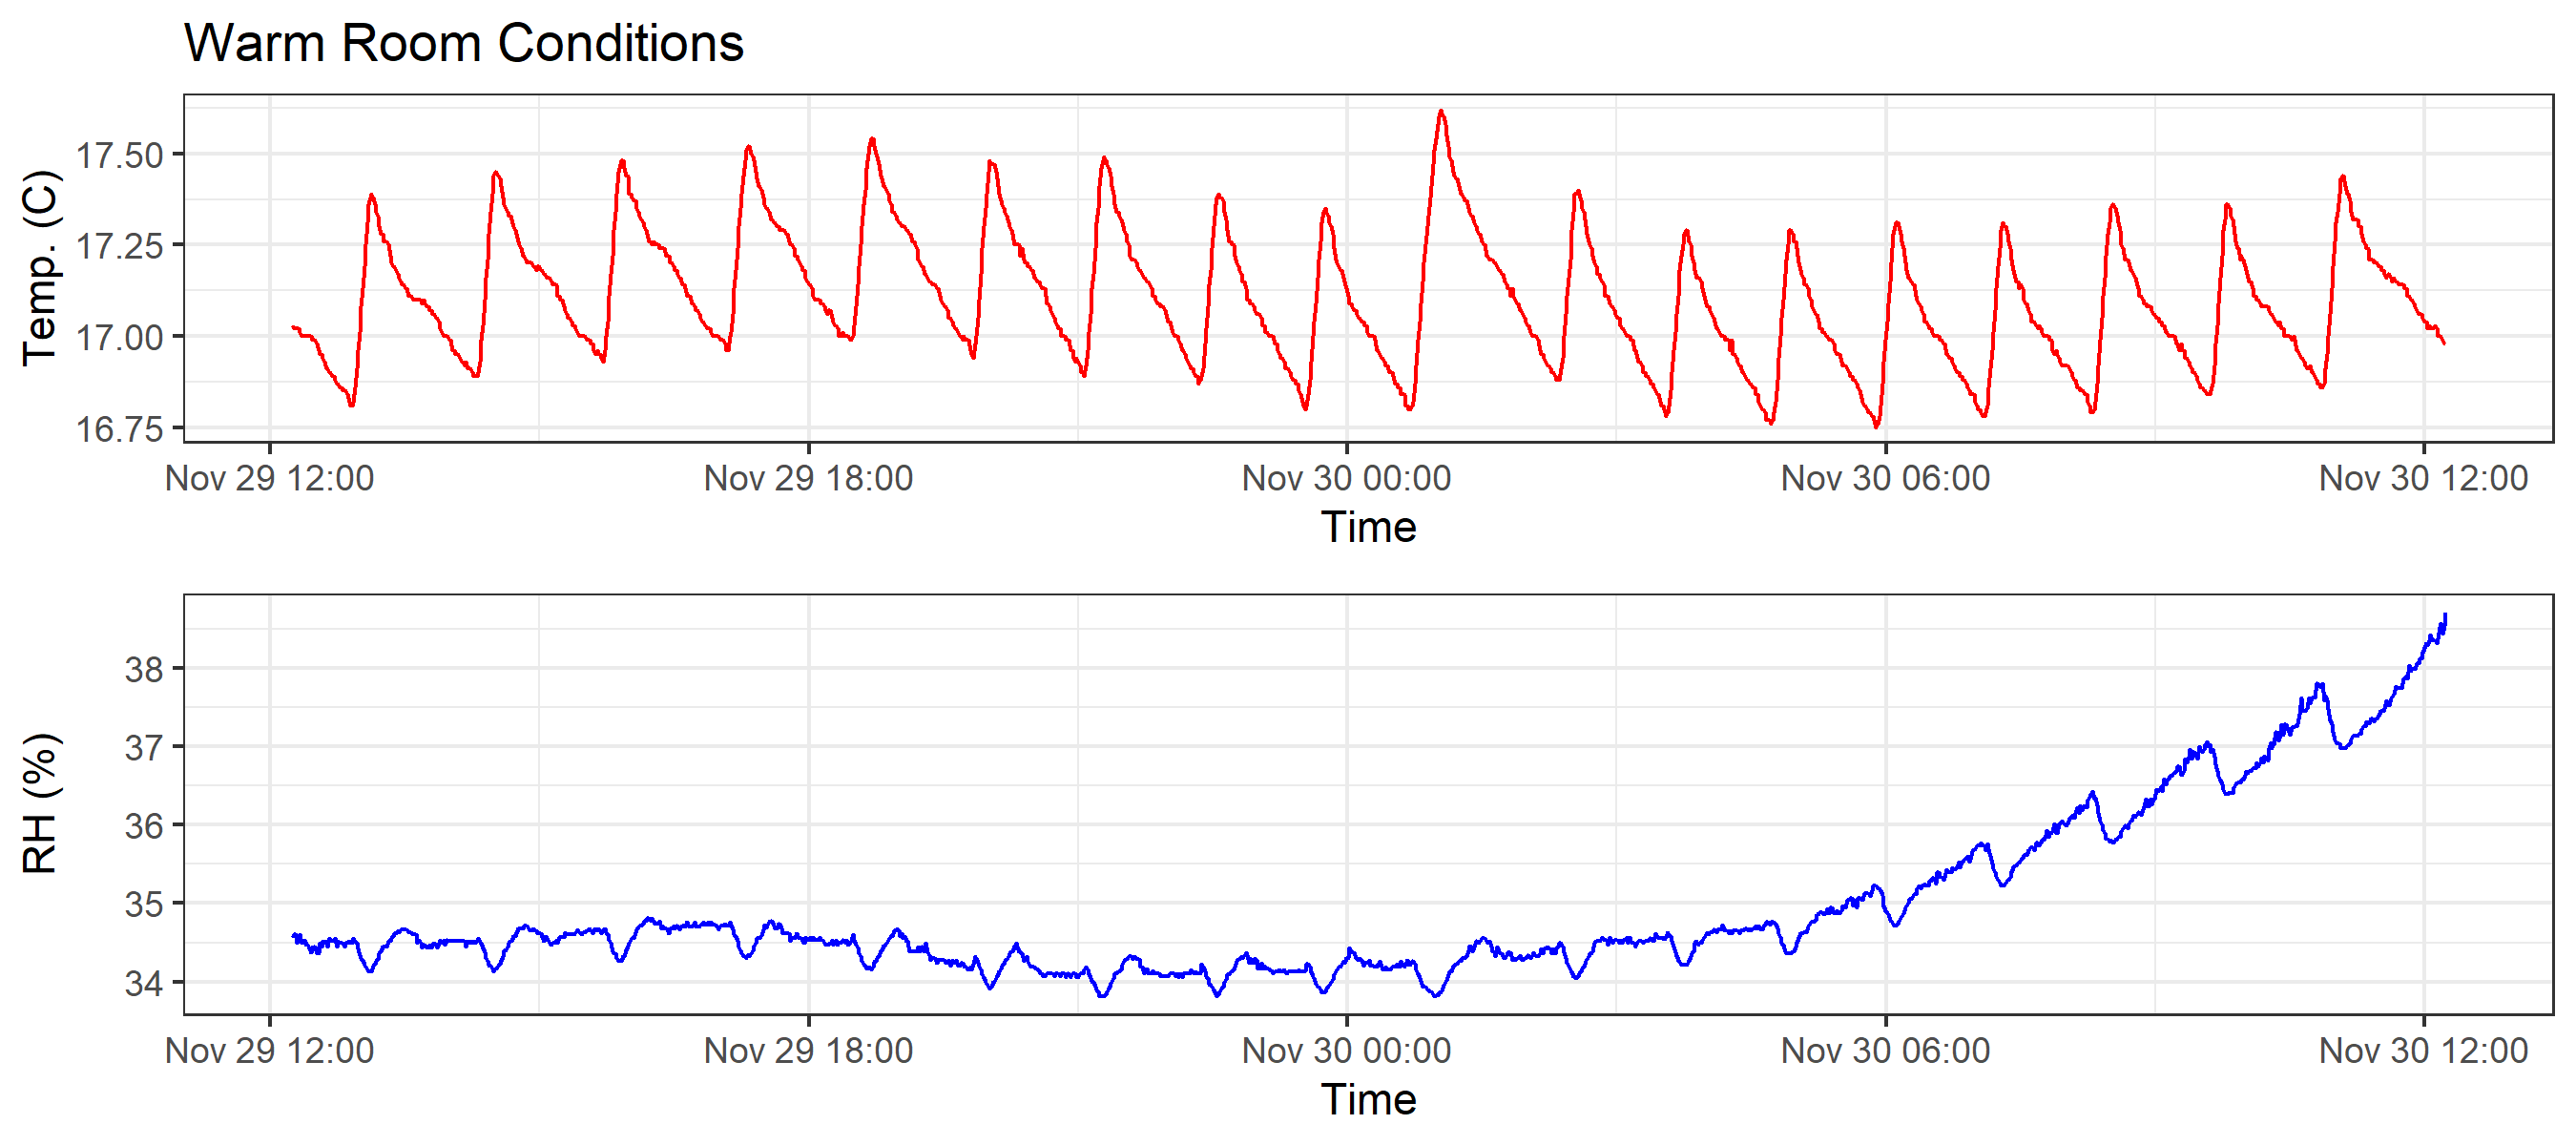 Warm Room Conditions
Temp. (C)
17.50
17.25
17.00
16.75
Nov 29 12:00 Nov 29 18:00 Nov 30 00:00 Nov 30 06:00 Nov 30 12:00
Time
RH (%)
38
37
36
35
34
Nov 29 12:00 Nov 29 18:00 Nov 30 00:00 Nov 30 06:00 Nov 30 12:00
Time